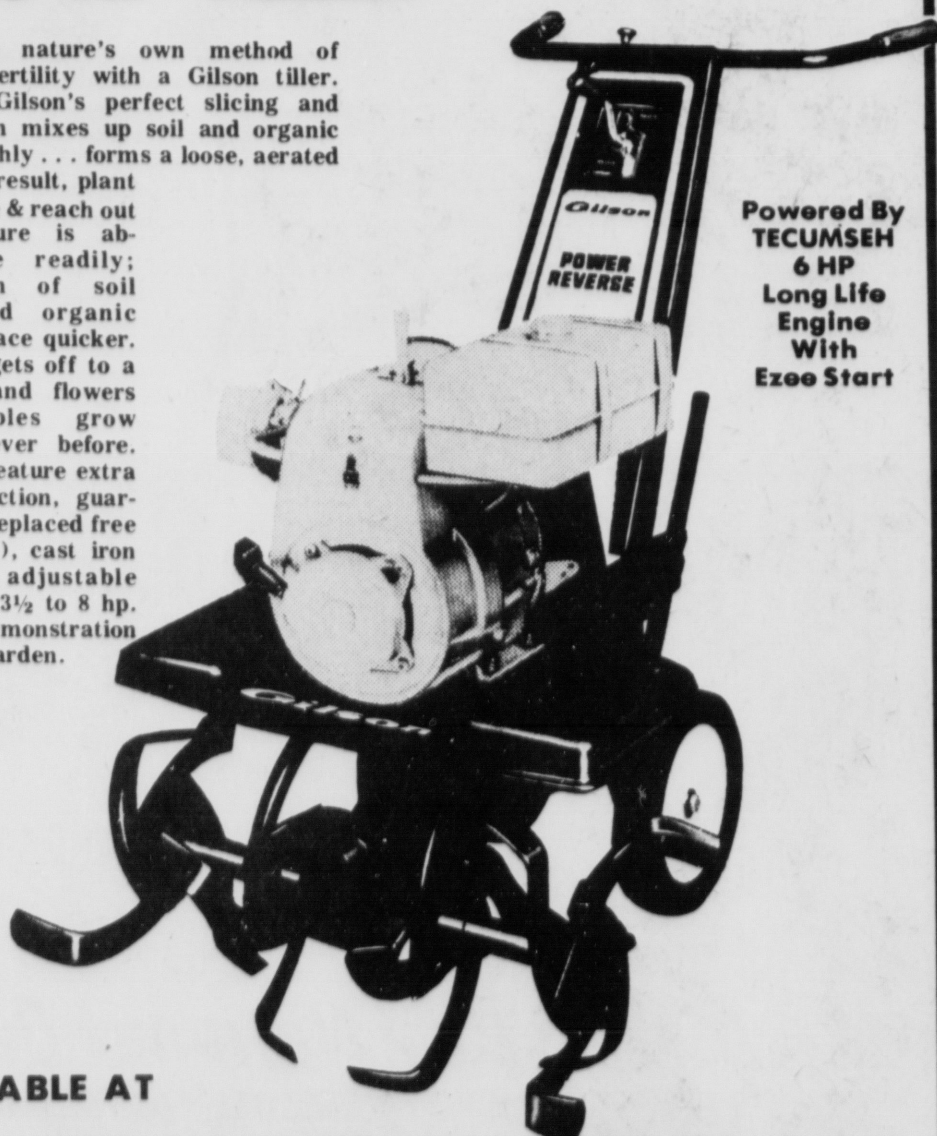 nature's own method of
ertility with a Gilson tiller.
Gilson's perfect slicing and
n mixes up soil and organic
hly . . . forms a loose, aerated
result, plant
& reach out
ure is ab-
e readily;
n of soil
d organic
ace quicker.
gets off to a
and flowers
bles grow
ver before.
eature extra
ction, guar-
eplaced free
), cast iron
adjustable
3½ to 8 hp.
monstration
arden.
Gilson
POWER
REVERSE
Powered By
TECUMSEH
6 HP
Long Life
Engine
With
Ezee Start
Gilson
ABLE AT